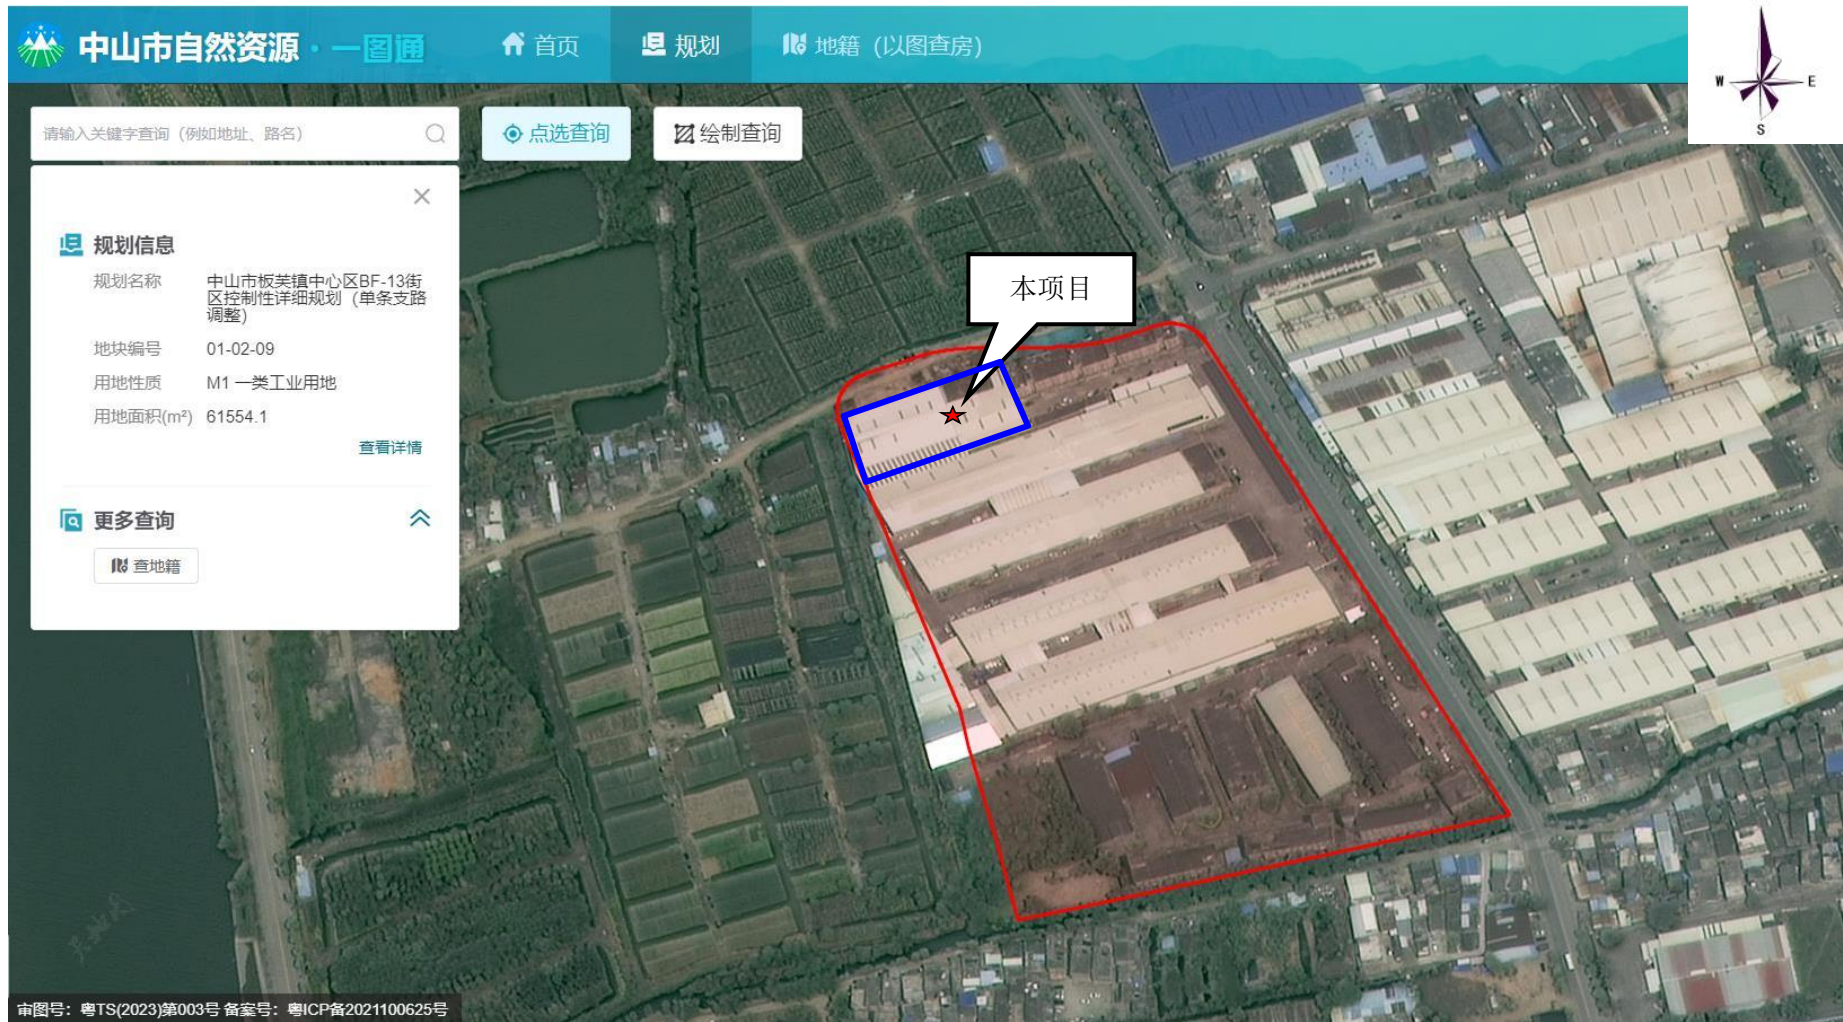 中山市自然资源·一图通
首页
规划
地籍（以图查房）
W
E
S
请输入关键字查询（例如地址、路名）
点选查询
绘制查询
规划信息
规划名称
中山市板芙镇中心区BF-13街
区控制性详细规划（单条支路
调整）
地块编号 01-02-09
用地性质 M1 一类工业用地
用地面积(m²) 61554.1
查看详情
更多查询
查地籍
本项目
审图号：粤TS(2023)第003号 备案号：粤ICP备2021100625号